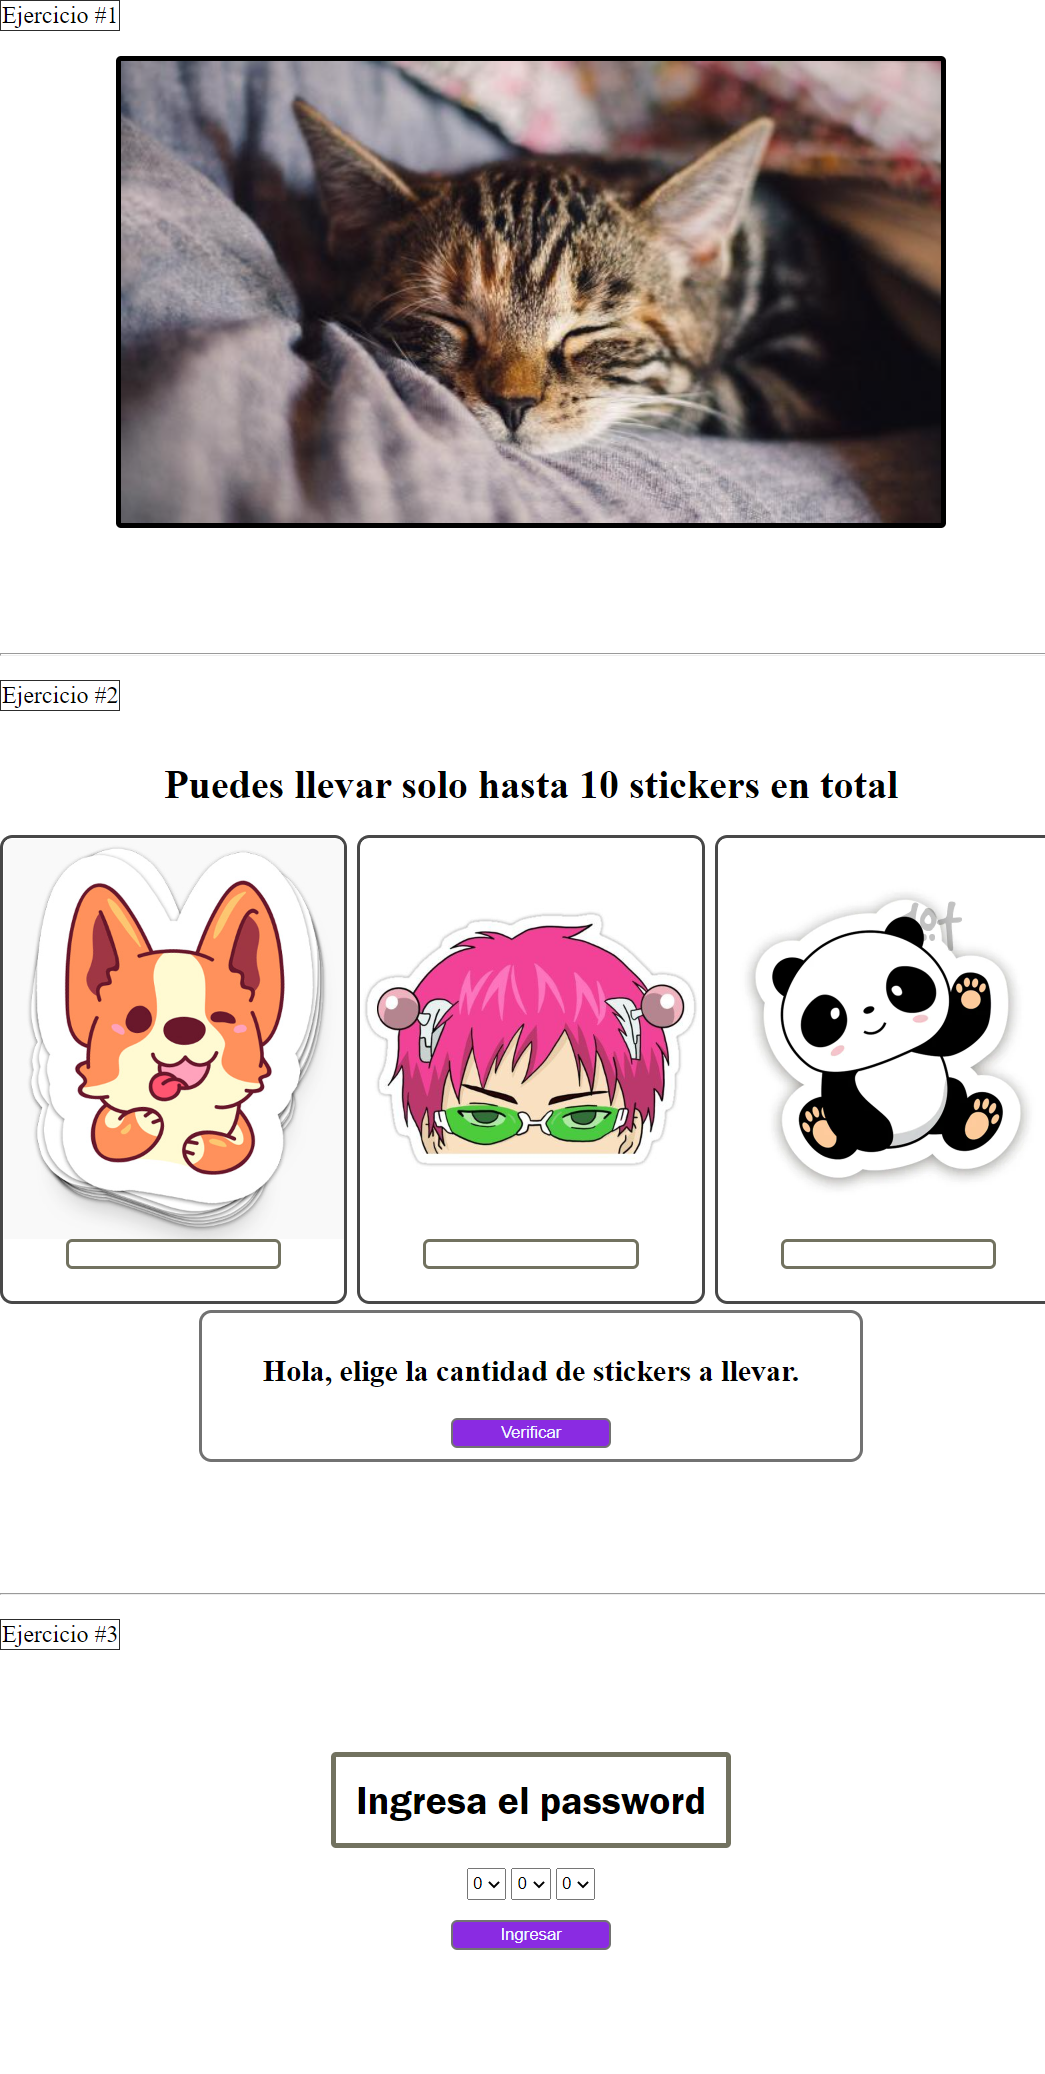 Ejercicio #1
Ejercicio #2
Puedes llevar solo hasta 10 stickers en total
Hola, elige la cantidad de stickers a llevar.
Verificar
Ejercicio #3
Ingresa el password
0 0 0
Ingresar